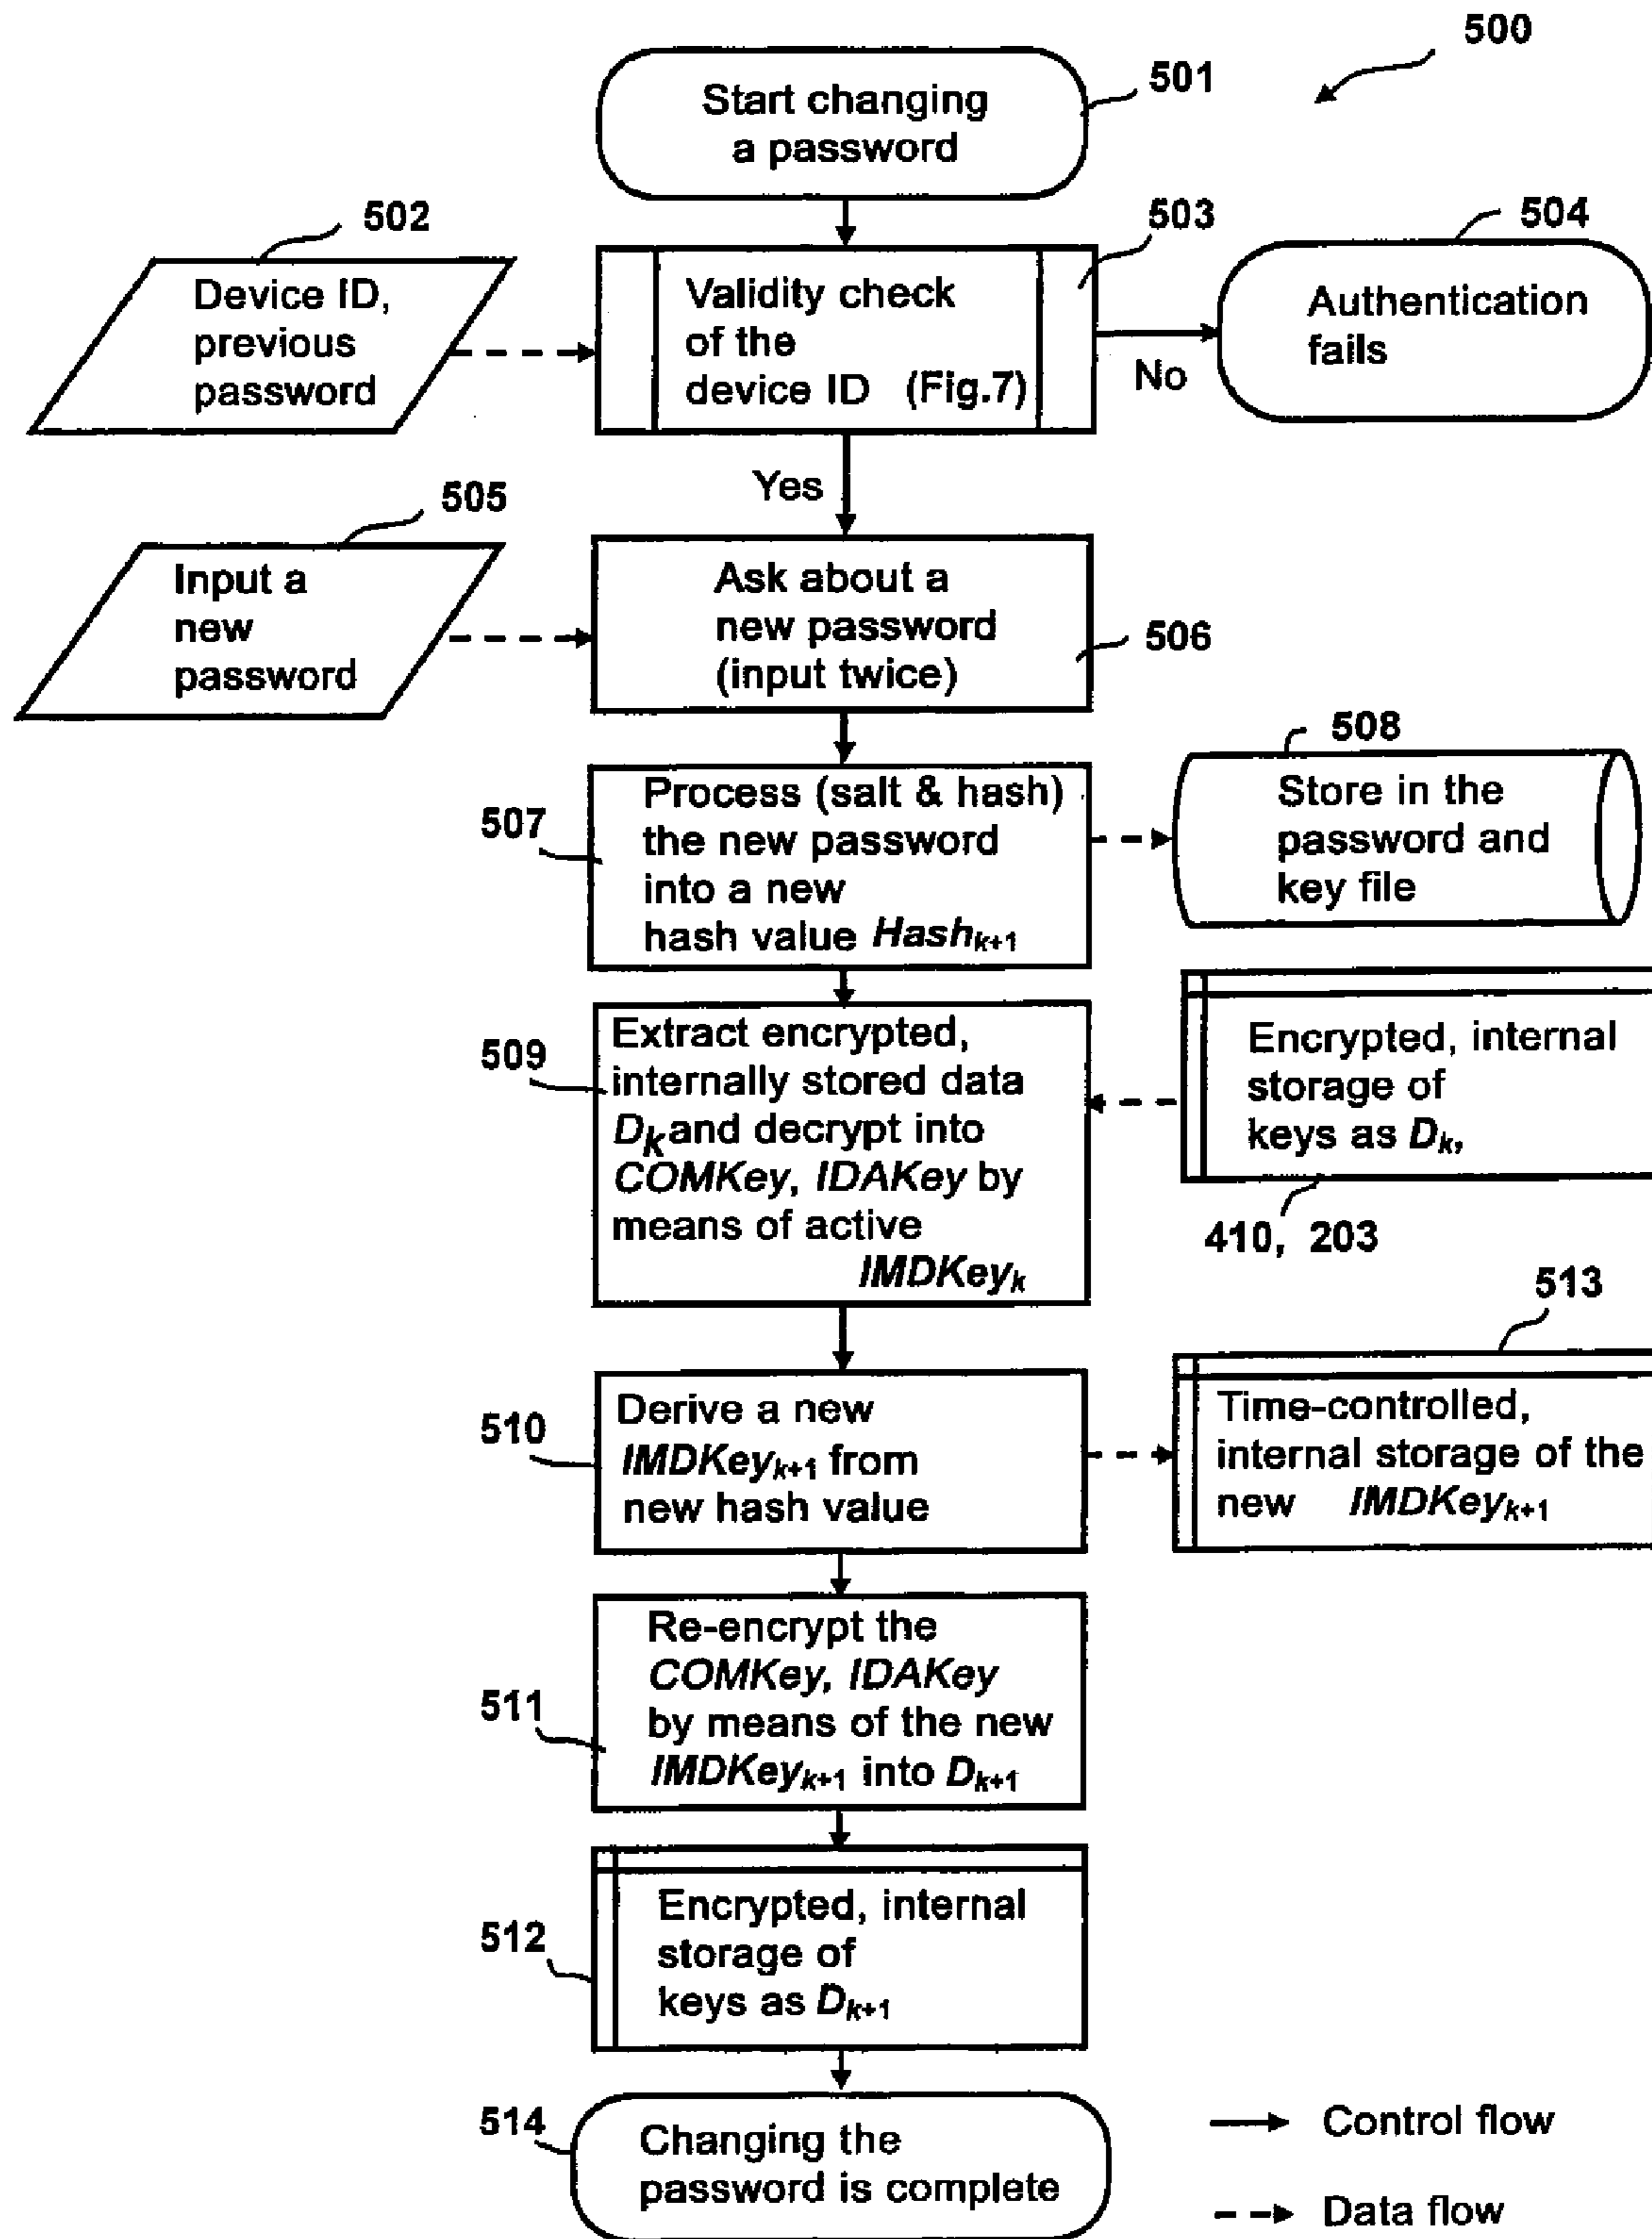 500
501
Start changing
a password
502
503
504
Device ID,
previous
password
Validity check
of the
device ID (Fig.7)
No
Authentication
fails
Yes
505
Input a
new
password
Ask about a
new password
(input twice)
506
507
Process (salt & hash)
the new password
into a new
hash value Hashk+1
508
Store in the
password and
key file
509
Extract encrypted,
internally stored data
Dk and decrypt into
COMKey, IDAKey by
means of active
IMDKeyk
Encrypted, internal
storage of
keys as Dk,
410, 203
513
510
Derive a new
IMDKeyk+1 from
new hash value
Time-controlled,
internal storage of the
new IMDKeyk+1
511
Re-encrypt the
COMKey, IDAKey
by means of the new
IMDKeyk+1 into Dk+1
512
Encrypted, internal
storage of
keys as Dk+1
514
Changing the
password is complete
Control flow
Data flow